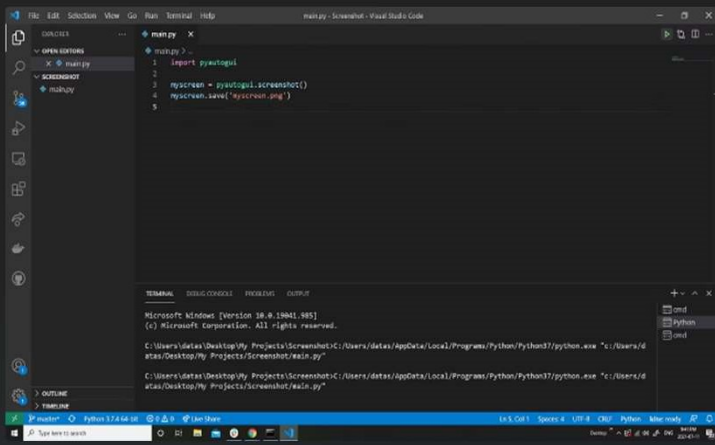 File Edit Selection View Go Run Terminal Help
main.py - Screenshot - Visual Studio Code
EXPLORER
main.py
OPEN EDITORS
main.py
SCREENSHOT
main.py
main.py > ...
1 import pyautogui
2
3 myscreen = pyautogui.screenshot()
4 myscreen.save('myscreen.png')
5
TERMINAL DEBUG CONSOLE PROBLEMS OUTPUT
Microsoft Windows [Version 10.0.19041.985]
(c) Microsoft Corporation. All rights reserved.
C:\Users\datas\Desktop\My Projects\Screenshot>C:/Users/datas/AppData/Local/Programs/Python/Python37/python.exe "c:/Users/d
atas/Desktop/My Projects/Screenshot/main.py"
C:\Users\datas\Desktop\My Projects\Screenshot>C:/Users/datas/AppData/Local/Programs/Python/Python37/python.exe "c:/Users/d
atas/Desktop/My Projects/Screenshot/main.py"
cmd
Python
cmd
OUTLINE
TIMELINE
master* Python 3.7.4 64-bit 0 0 Live Share
Ln 5, Col 1 Spaces: 4 UTF-8 CRLF Python
Type here to search
ENG